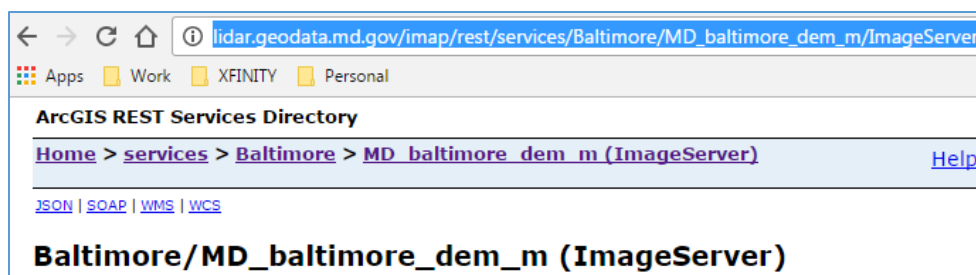 lidar.geodata.md.gov/imap/rest/services/Baltimore/MD_baltimore_dem_m/ImageServer
Apps Work XFINITY Personal
ArcGIS REST Services Directory
Home > services > Baltimore > MD_baltimore_dem_m (ImageServer) Help
JSON | SOAP | WMS | WCS
Baltimore/MD_baltimore_dem_m (ImageServer)